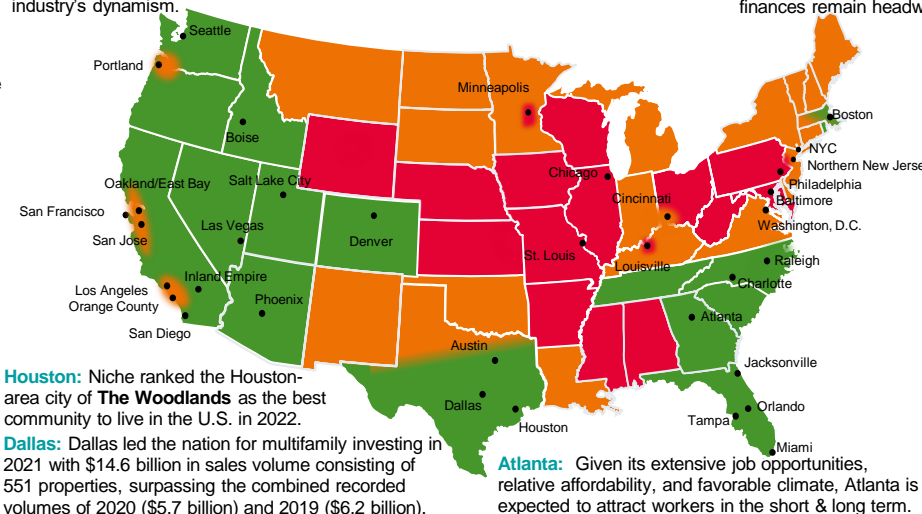 industry's dynamism.
finances remain headw
Seattle
Portland
Minneapolis
Boise
Boston
NYC
Northern New Jerse
Chicago
Philadelphia
Oakland/East Bay
Salt Lake City
Cincinnati
Baltimore
San Francisco
Las Vegas
Denver
Washington, D.C.
San Jose
St. Louis
Louisville
Raleigh
Inland Empire
Charlotte
Los Angeles
Orange County
Phoenix
Atlanta
San Diego
Austin
Jacksonville
Dallas
Orlando
Tampa
Houston
Miami
Houston: Niche ranked the Houston-
area city of The Woodlands as the best
community to live in the U.S. in 2022.
Dallas: Dallas led the nation for multifamily investing in
2021 with $14.6 billion in sales volume consisting of
551 properties, surpassing the combined recorded
volumes of 2020 ($5.7 billion) and 2019 ($6.2 billion).
Atlanta: Given its extensive job opportunities,
relative affordability, and favorable climate, Atlanta is
expected to attract workers in the short & long term.